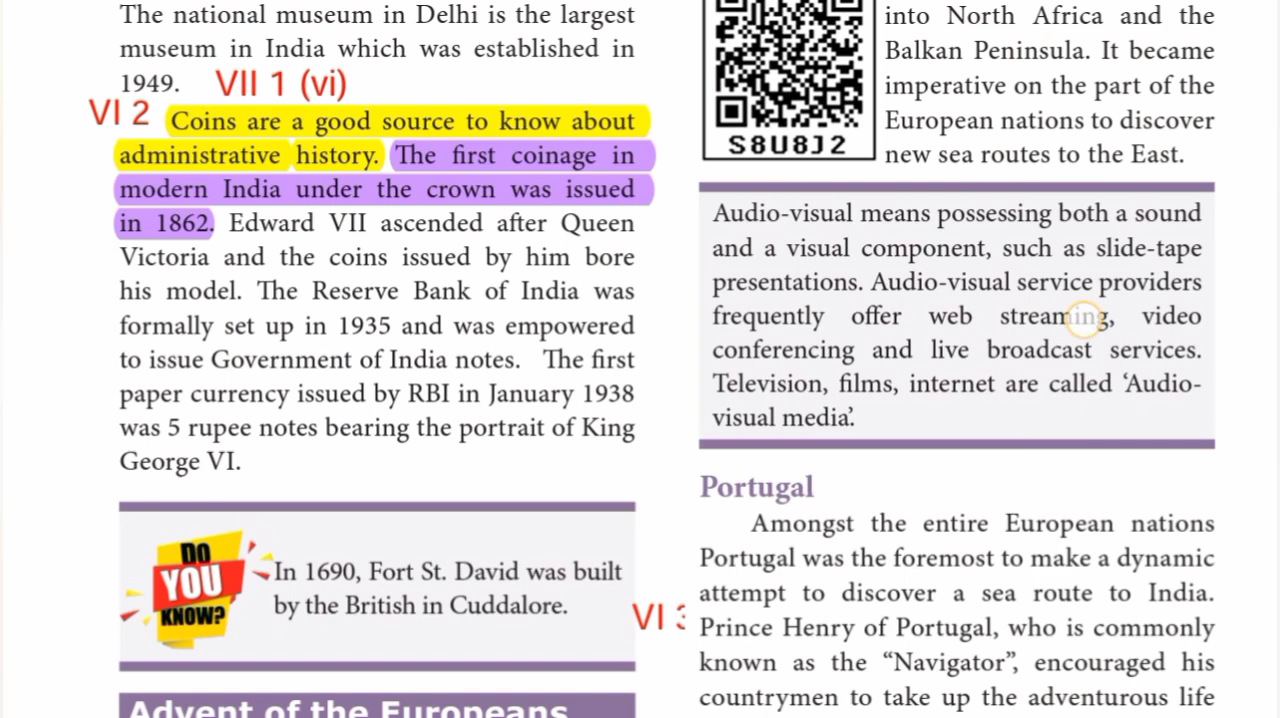 The national museum in Delhi is the largest
museum in India which was established in
1949.
VII 1 (vi)
VI 2
Coins are a good source to know about
administrative history. The first coinage in
modern India under the crown was issued
in 1862. Edward VII ascended after Queen
Victoria and the coins issued by him bore
his model. The Reserve Bank of India was
formally set up in 1935 and was empowered
to issue Government of India notes. The first
paper currency issued by RBI in January 1938
was 5 rupee notes bearing the portrait of King
George VI.
DO
YOU
KNOW?
In 1690, Fort St. David was built
by the British in Cuddalore.
Advent of the Europeans
S8U8J2
into North Africa and the
Balkan Peninsula. It became
imperative on the part of the
European nations to discover
new sea routes to the East.
Audio-visual means possessing both a sound
and a visual component, such as slide-tape
presentations. Audio-visual service providers
frequently offer web streaming, video
conferencing and live broadcast services.
Television, films, internet are called ‘Audio-
visual media’.
Portugal
Amongst the entire European nations
Portugal was the foremost to make a dynamic
attempt to discover a sea route to India.
VI 3
Prince Henry of Portugal, who is commonly
known as the “Navigator”, encouraged his
countrymen to take up the adventurous life